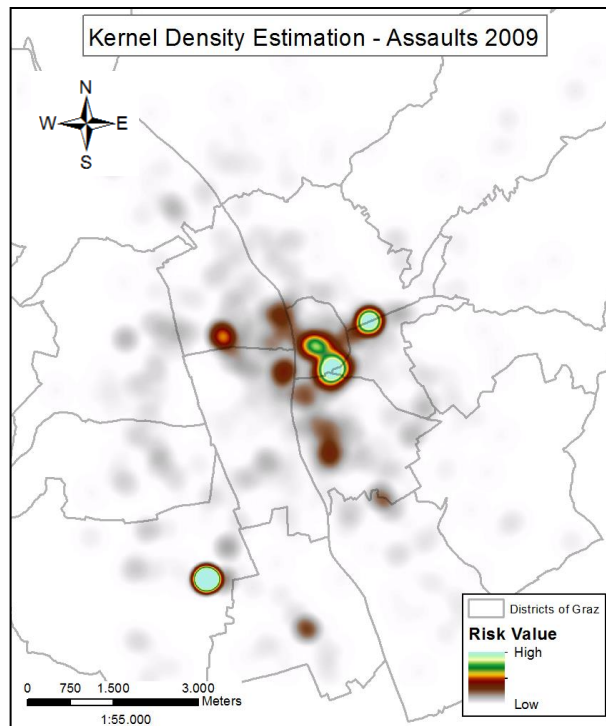 Kernel Density Estimation - Assaults 2009
N
W E
S
Districts of Graz
Risk Value
High
Low
0 750 1.500 3.000
Meters
1:55.000